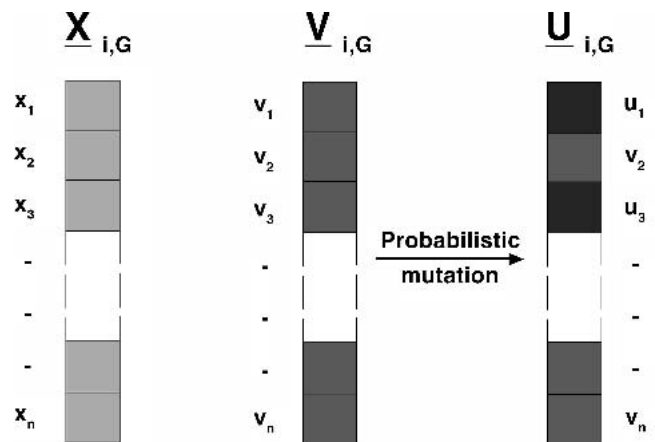 X i,G V i,G U i,G
x1 v1 u1
x2 v2 v2
x3 v3 u3
Probabilistic
- - -
mutation
- - -
- - -
xn vn vn